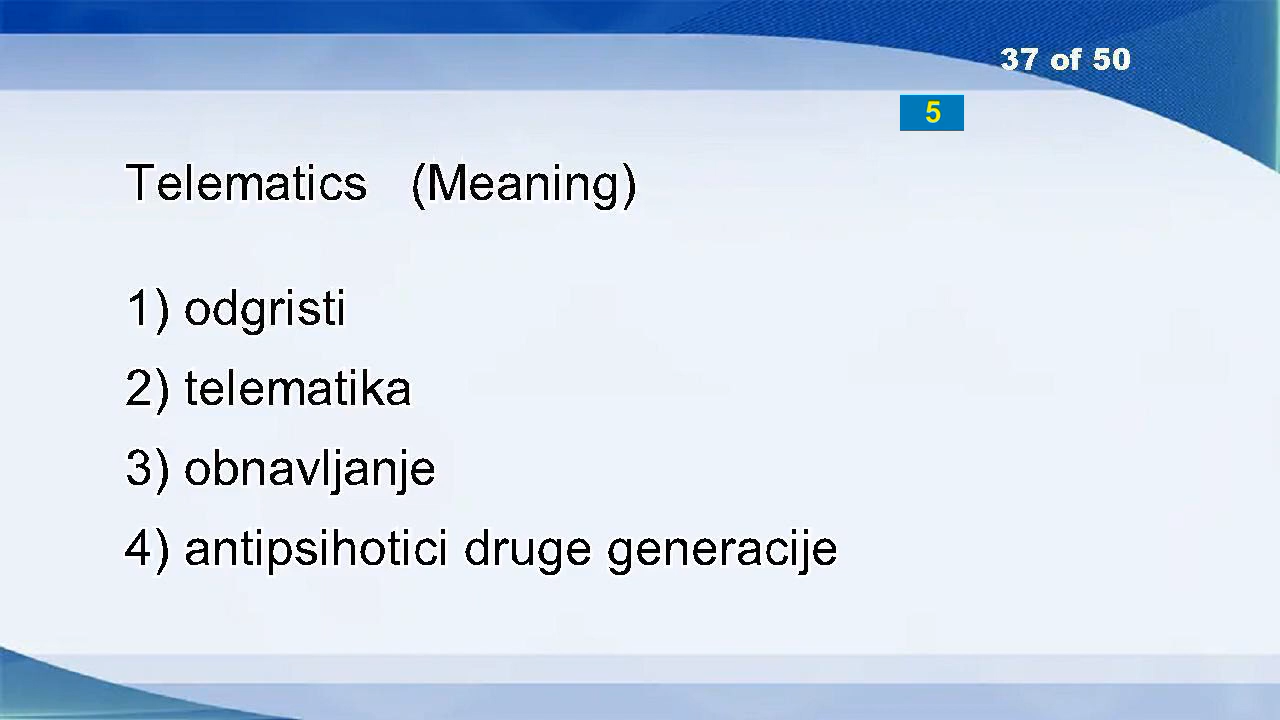 37 of 50
5
Telematics (Meaning)
1) odgristi
2) telematika
3) obnavljanje
4) antipsihotici druge generacije